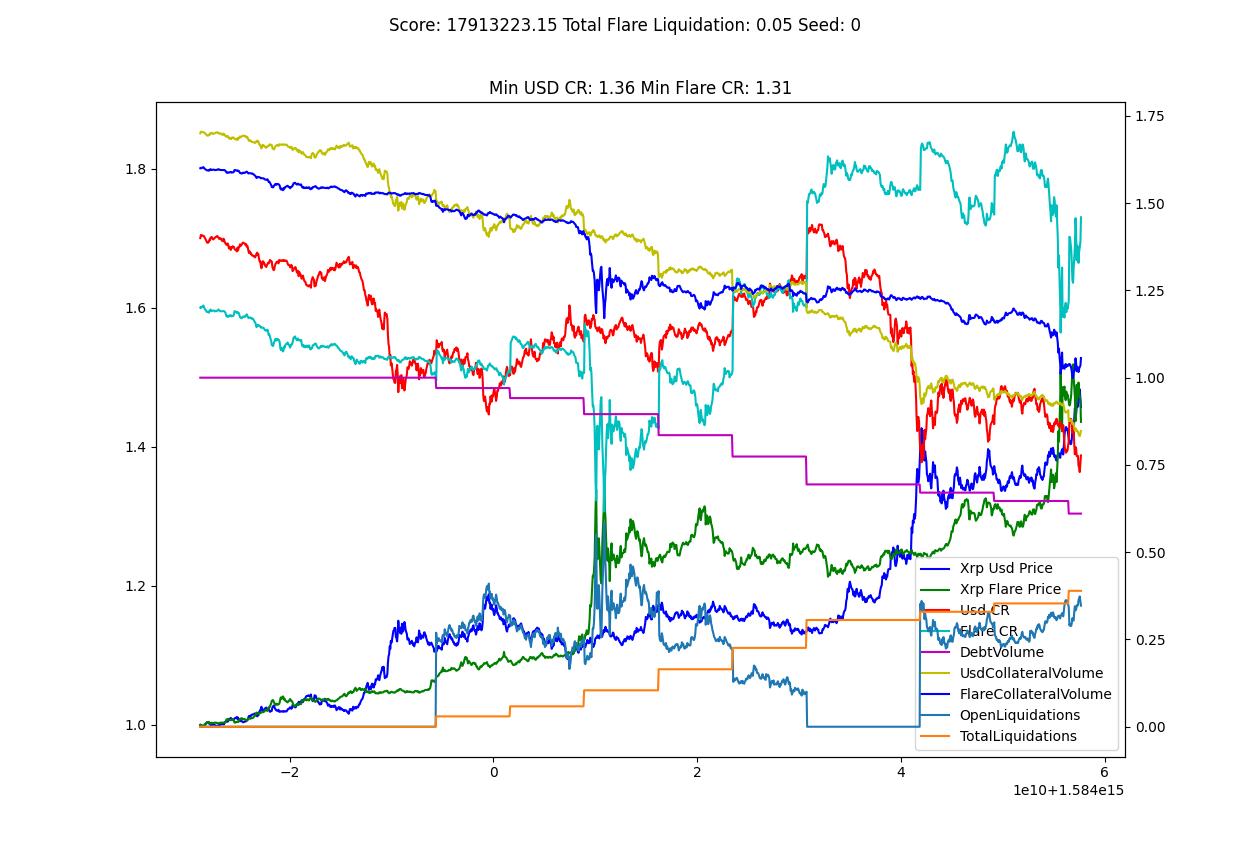 Score: 17913223.15 Total Flare Liquidation: 0.05 Seed: 0
Min USD CR: 1.36 Min Flare CR: 1.31
1.75
1.8
1.50
1.6
1.25
1.00
1.4
0.75
0.50
1.2
0.25
1.0
0.00
Xrp Usd Price
Xrp Flare Price
Usd CR
Flare CR
DebtVolume
UsdCollateralVolume
FlareCollateralVolume
OpenLiquidations
TotalLiquidations
−2
0
2
4
6
1e10+1.584e15